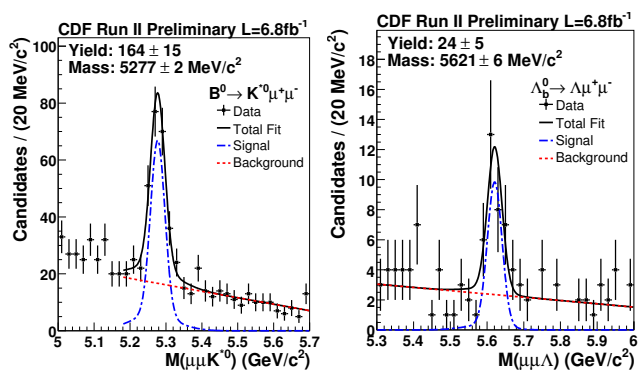 CDF Run II Preliminary L=6.8fb⁻¹
Yield: 164 ± 15
Mass: 5277 ± 2 MeV/c²
B⁰→ K*⁰μ⁺μ⁻
Data
Total Fit
Signal
Background
Candidates / (20 MeV/c²)
100
80
60
40
20
0
5 5.1 5.2 5.3 5.4 5.5 5.6 5.7
M(μμK*⁰) (GeV/c²)
CDF Run II Preliminary L=6.8fb⁻¹
Yield: 24 ± 5
Mass: 5621 ± 6 MeV/c²
Λ⁰b→ Λμ⁺μ⁻
Data
Total Fit
Signal
Background
Candidates / (20 MeV/c²)
18
16
14
12
10
8
6
4
2
0
5.3 5.4 5.5 5.6 5.7 5.8 5.9 6
M(μμΛ) (GeV/c²)